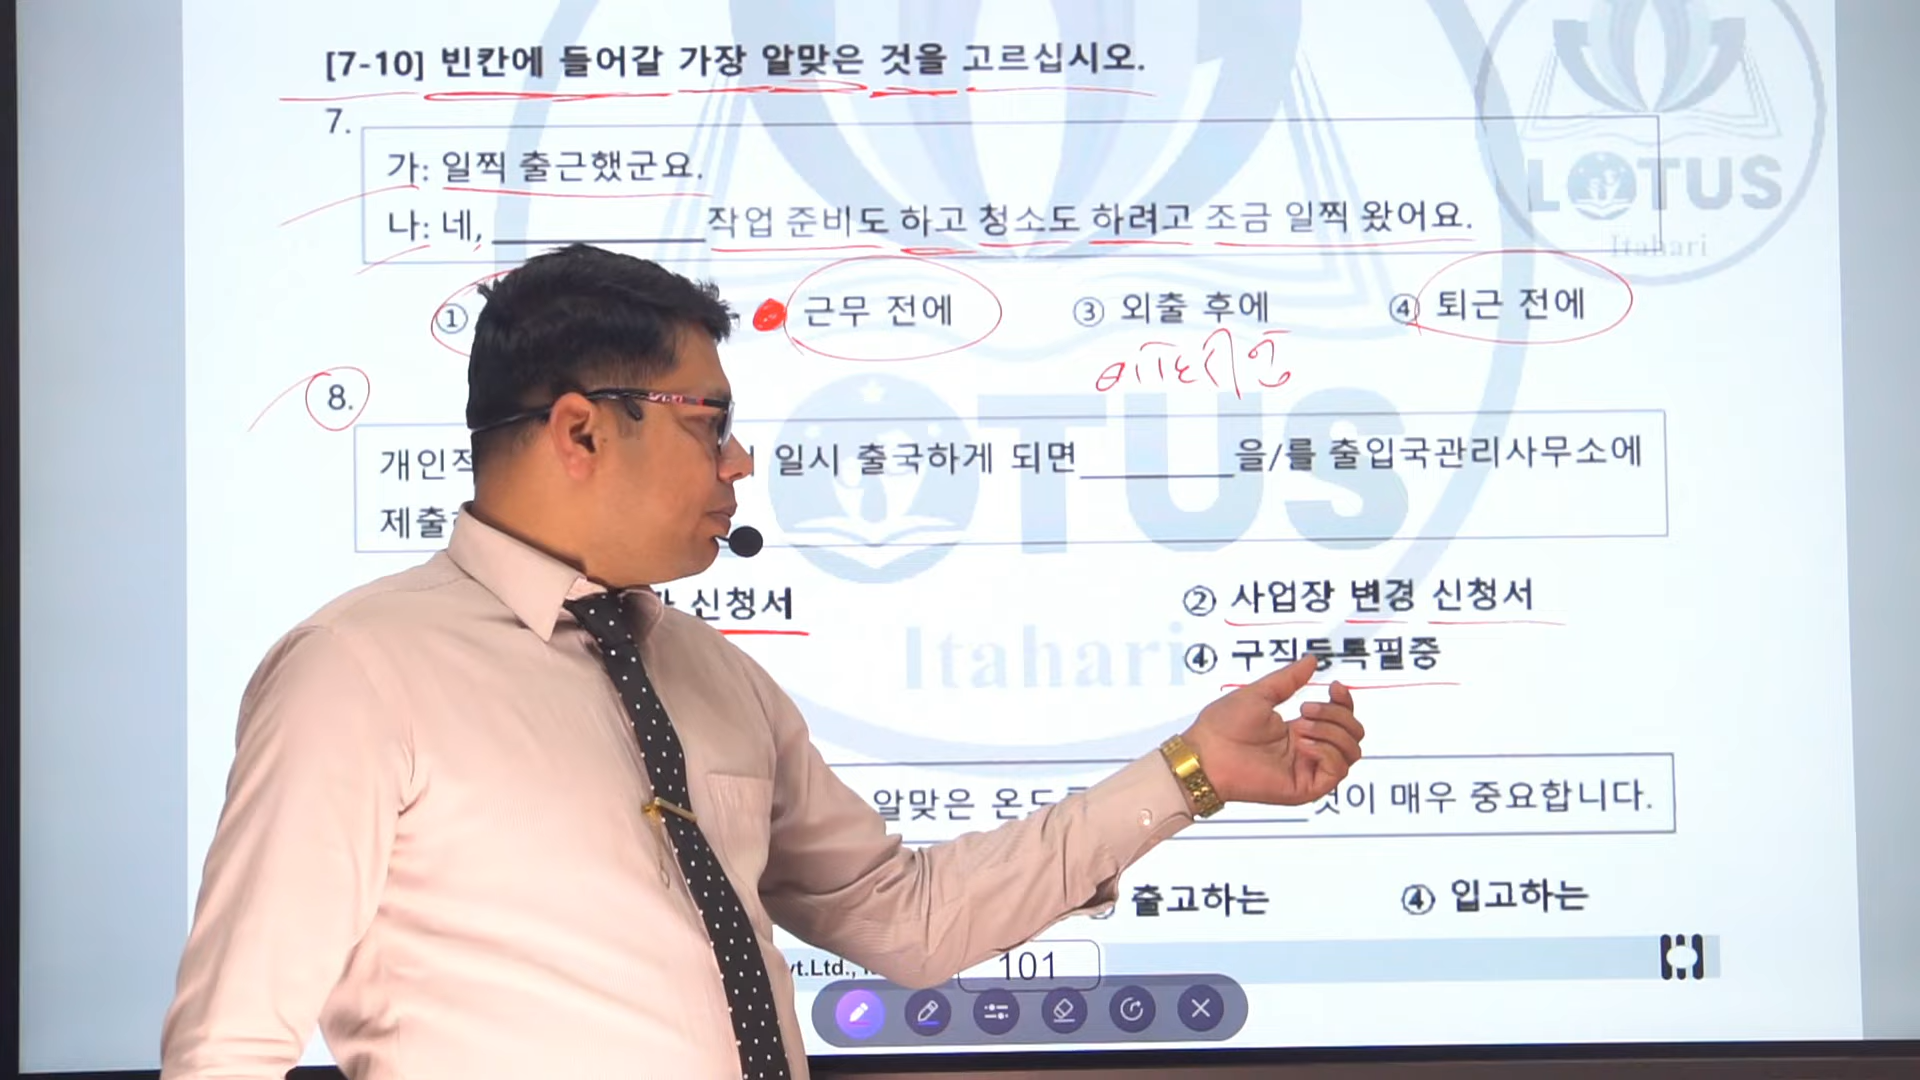 [7-10] 빈칸에 들어갈 가장 알맞은 것을 고르십시오.
7.
가: 일찍 출근했군요.
나: 네, 작업 준비도 하고 청소도 하려고 조금 일찍 왔어요.
① 근무 전에 ③ 외출 후에 ④ 퇴근 전에
बाहिर
8.
일시 출국하게 되면 을/를 출입국관리사무소에
신청서 ② 사업장 변경 신청서
④ 구직등록필증
알맞은 매우 중요합니다.
출고하는 ④ 입고하는
101
LOTUS
Itahari
LOTUS
Itahari